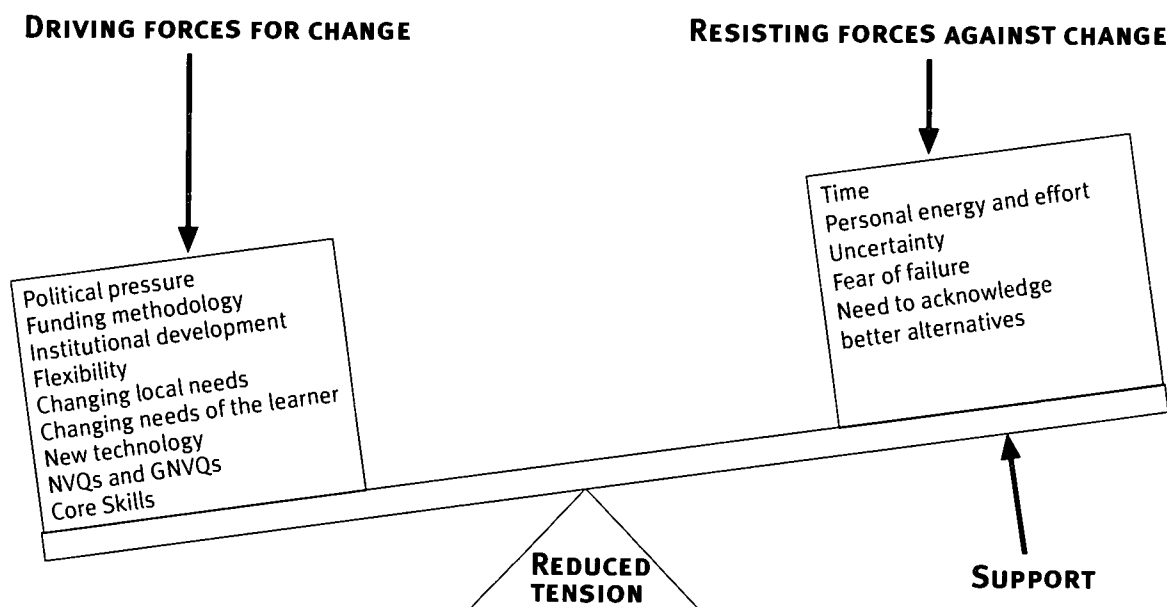 DRIVING FORCES FOR CHANGE
RESISTING FORCES AGAINST CHANGE
Political pressure
Funding methodology
Institutional development
Flexibility
Changing local needs
Changing needs of the learner
New technology
NVQs and GNVQs
Core Skills
Time
Personal energy and effort
Uncertainty
Fear of failure
Need to acknowledge
better alternatives
REDUCED
TENSION
SUPPORT